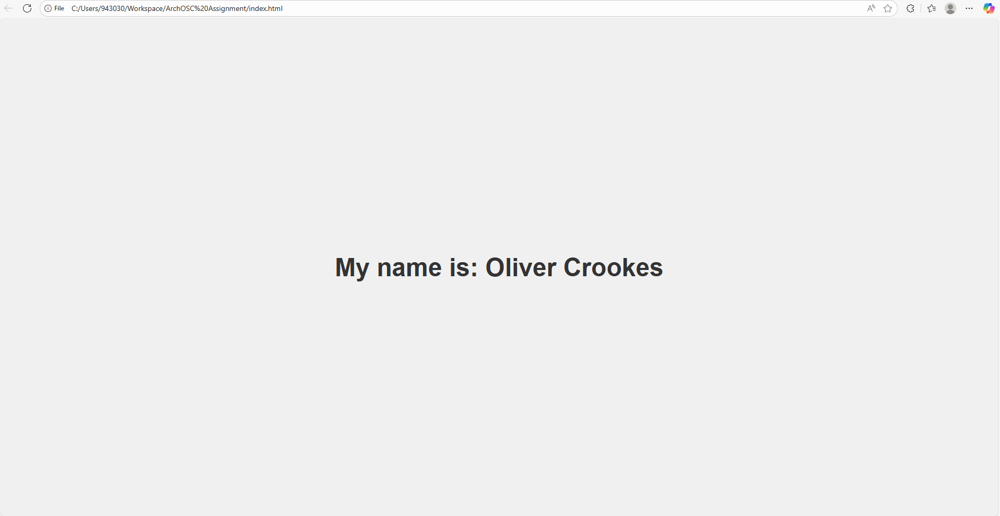 File C:/Users/943030/Workspace/ArchOSC%20Assignment/index.html
My name is: Oliver Crookes